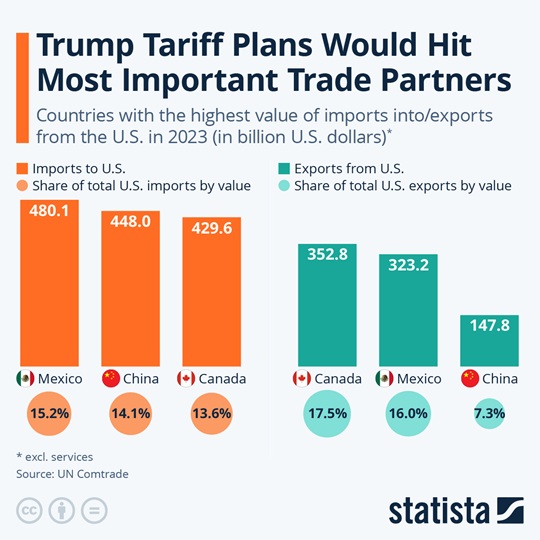 Trump Tariff Plans Would Hit
Most Important Trade Partners
Countries with the highest value of imports into/exports
from the U.S. in 2023 (in billion U.S. dollars)*
Imports to U.S.
Share of total U.S. imports by value
480.1
448.0
429.6
Mexico
China
Canada
15.2%
14.1%
13.6%
Exports from U.S.
Share of total U.S. exports by value
352.8
323.2
147.8
Canada
Mexico
China
17.5%
16.0%
7.3%
* excl. services
Source: UN Comtrade
cc
statista